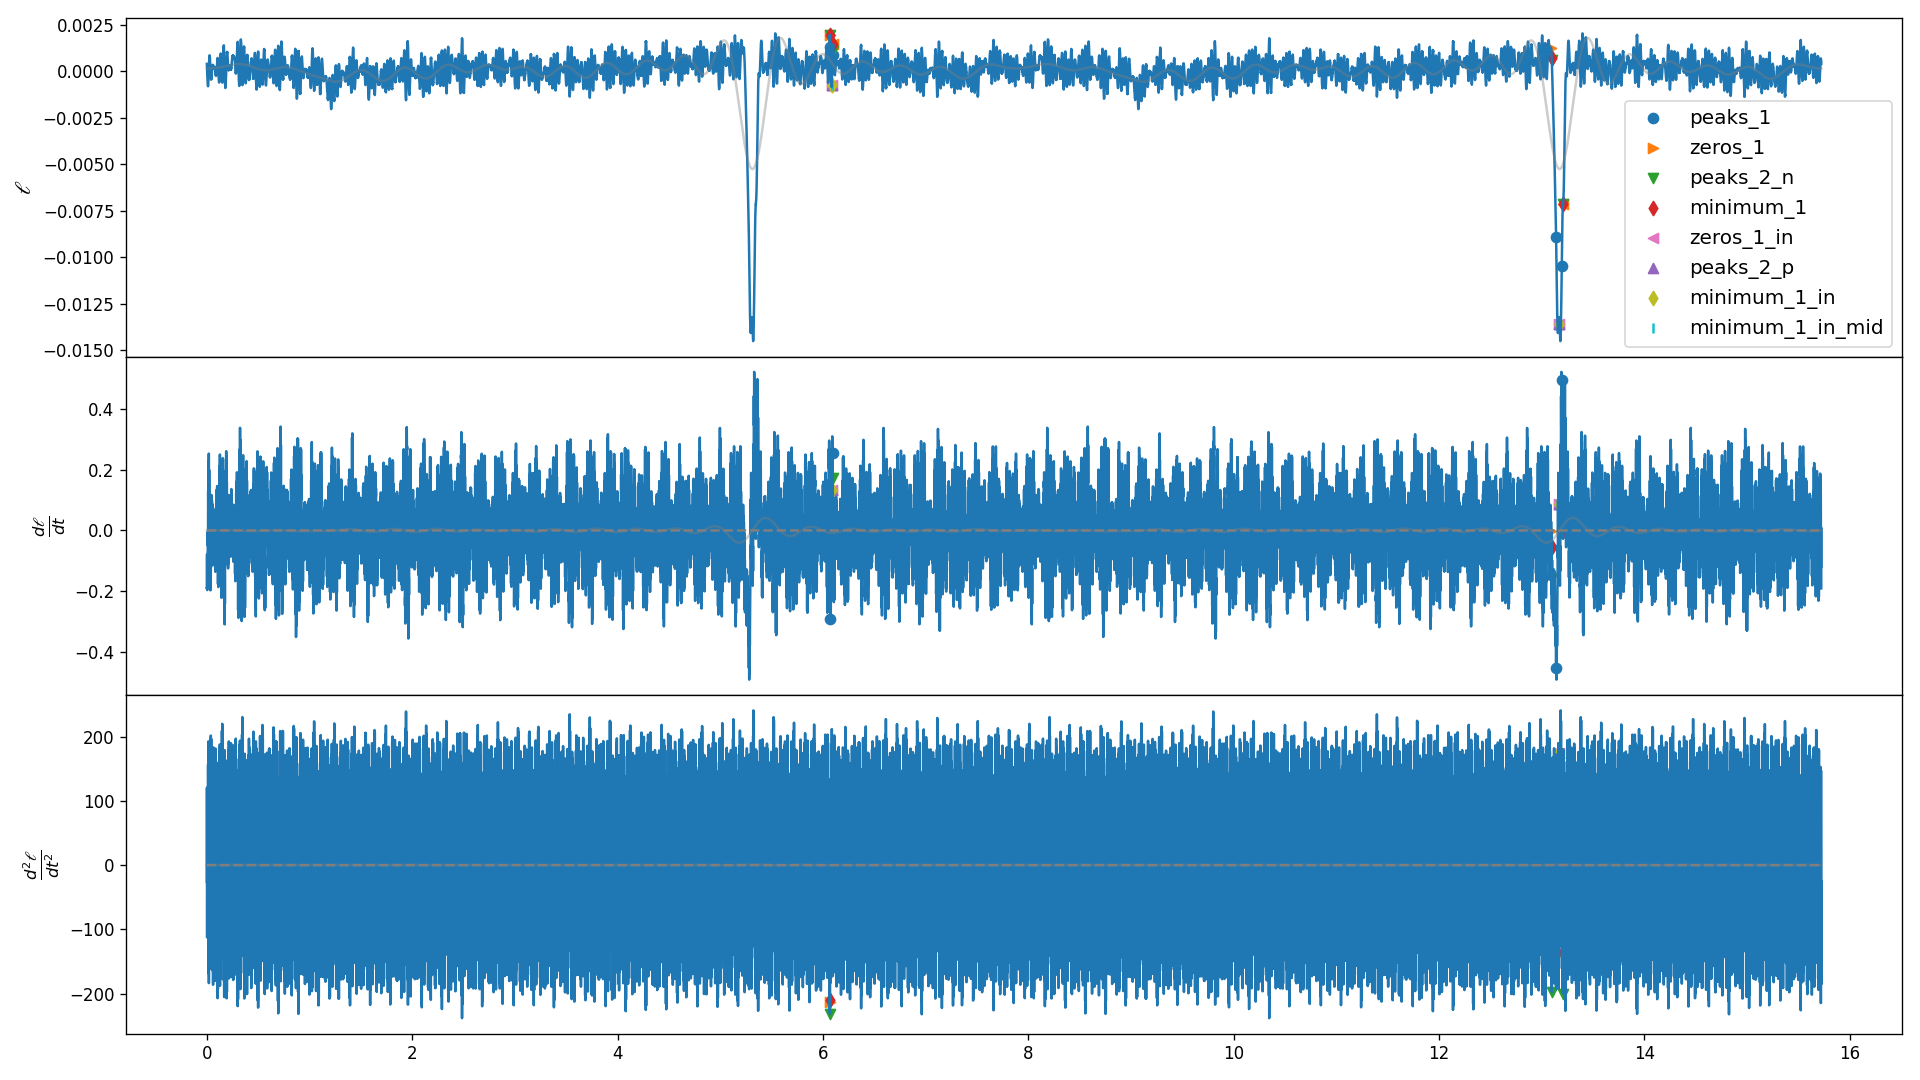 0.0025
0.0000
−0.0025
−0.0050
−0.0075
−0.0100
−0.0125
−0.0150
ℓ
peaks_1
zeros_1
peaks_2_n
minimum_1
zeros_1_in
peaks_2_p
minimum_1_in
minimum_1_in_mid
0.4
0.2
0.0
−0.2
−0.4
dℓ
dt
200
100
0
−100
−200
d²ℓ
dt²
0 2 4 6 8 10 12 14 16